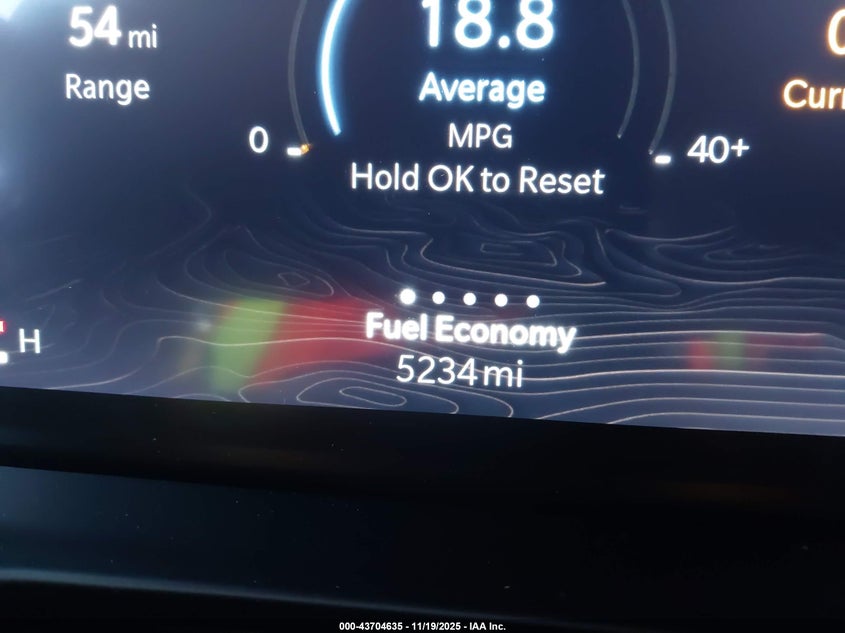 54 mi
Range
18.8
Average
MPG
Hold OK to Reset
0
40+
Curr
H
Fuel Economy
5234 mi
000-43704635 - 11/19/2025 - IAA Inc.